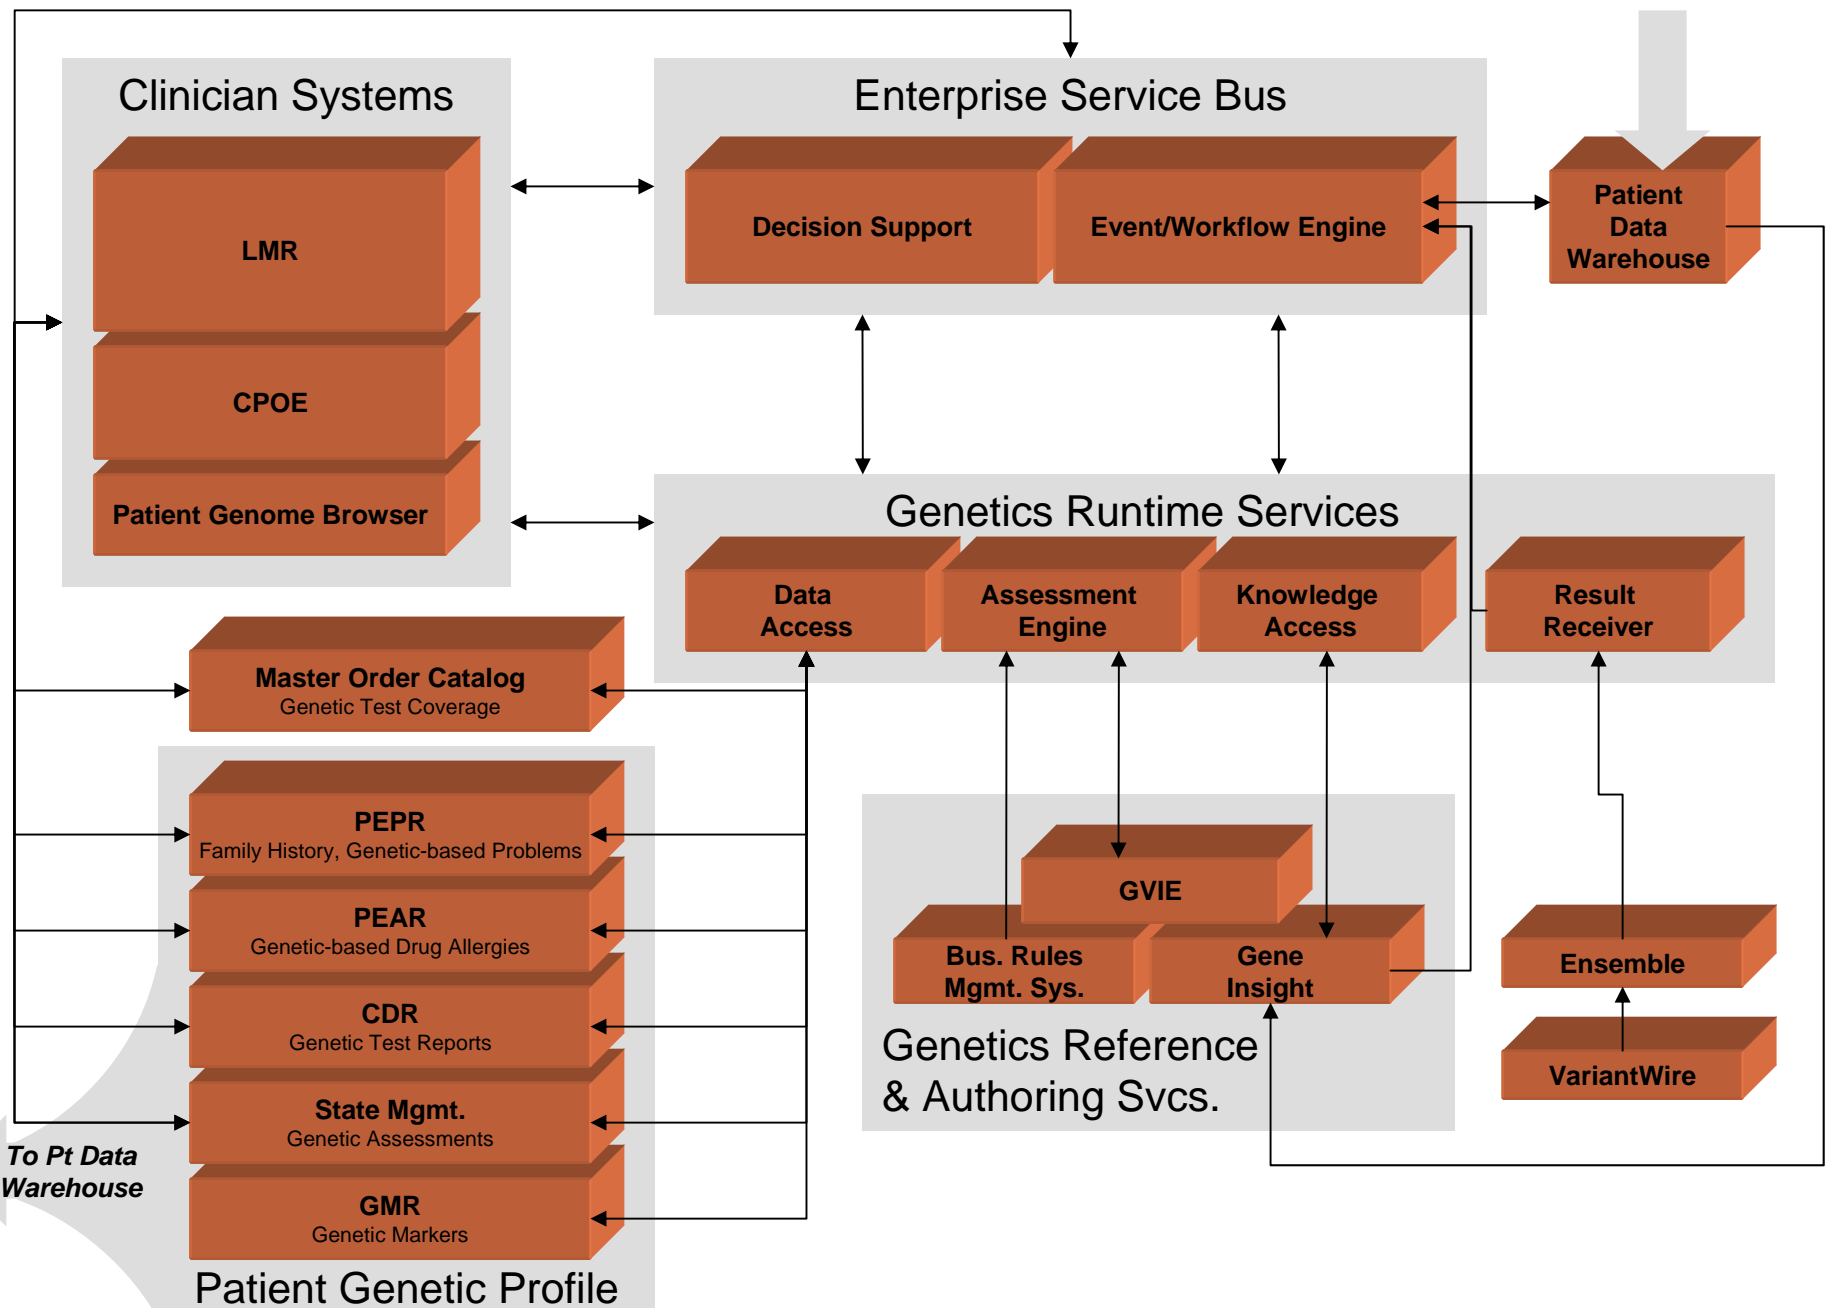 Clinician Systems
LMR
CPOE
Patient Genome Browser
Enterprise Service Bus
Decision Support
Event/Workflow Engine
Patient
Data
Warehouse
Genetics Runtime Services
Data
Access
Assessment
Engine
Knowledge
Access
Result
Receiver
Master Order Catalog
Genetic Test Coverage
PEPR
Family History, Genetic-based Problems
PEAR
Genetic-based Drug Allergies
CDR
Genetic Test Reports
State Mgmt.
Genetic Assessments
GMR
Genetic Markers
Patient Genetic Profile
To Pt Data
Warehouse
GVIE
Bus. Rules
Mgmt. Sys.
Gene
Insight
Genetics Reference
& Authoring Svcs.
Ensemble
VariantWire